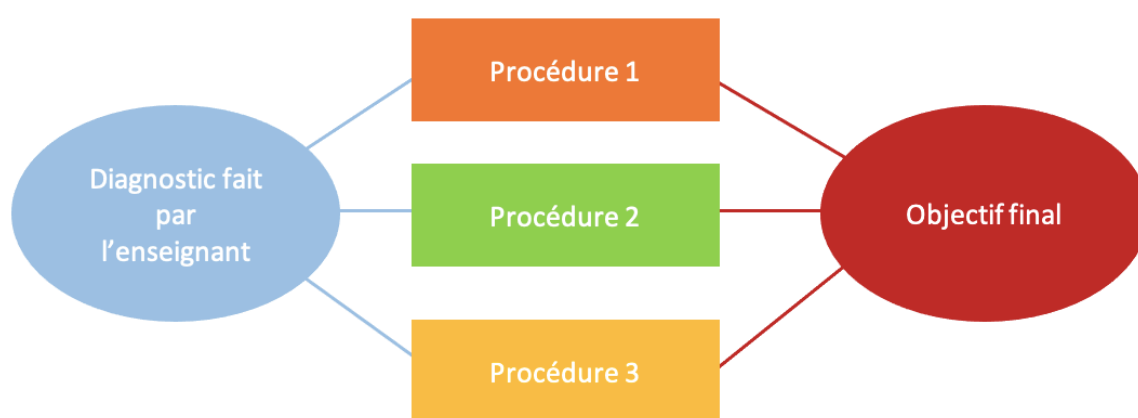 Procédure 1
Diagnostic fait
par
l’enseignant
Procédure 2
Objectif final
Procédure 3